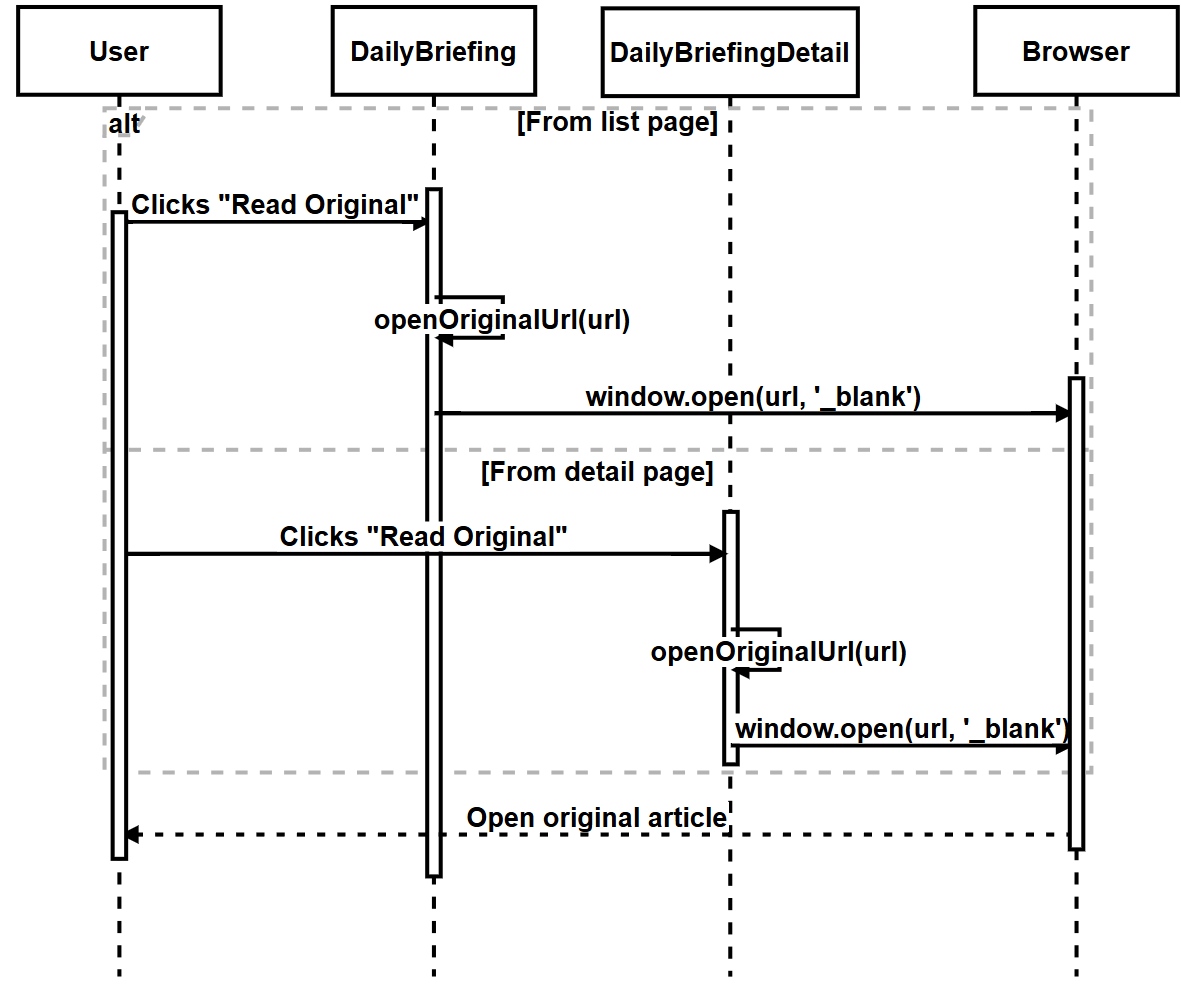 User
DailyBriefing
DailyBriefingDetail
Browser
alt
[From list page]
Clicks "Read Original"
openOriginalUrl(url)
window.open(url, '_blank')
[From detail page]
Clicks "Read Original"
openOriginalUrl(url)
window.open(url, '_blank')
Open original article